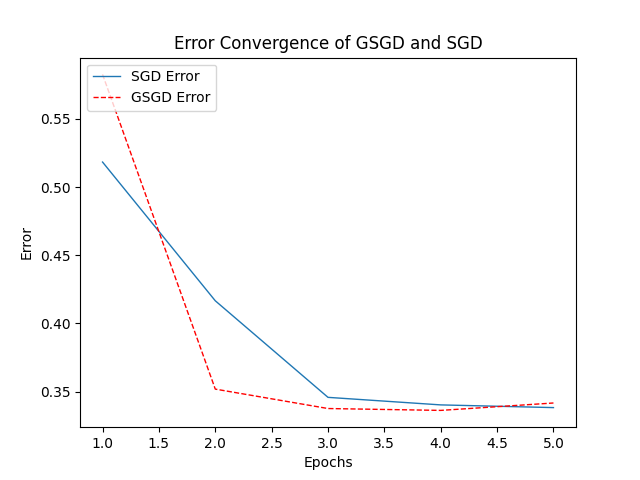 Error Convergence of GSGD and SGD
SGD Error
GSGD Error
0.55
0.50
0.45
0.40
0.35
Error
1.0 1.5 2.0 2.5 3.0 3.5 4.0 4.5 5.0
Epochs